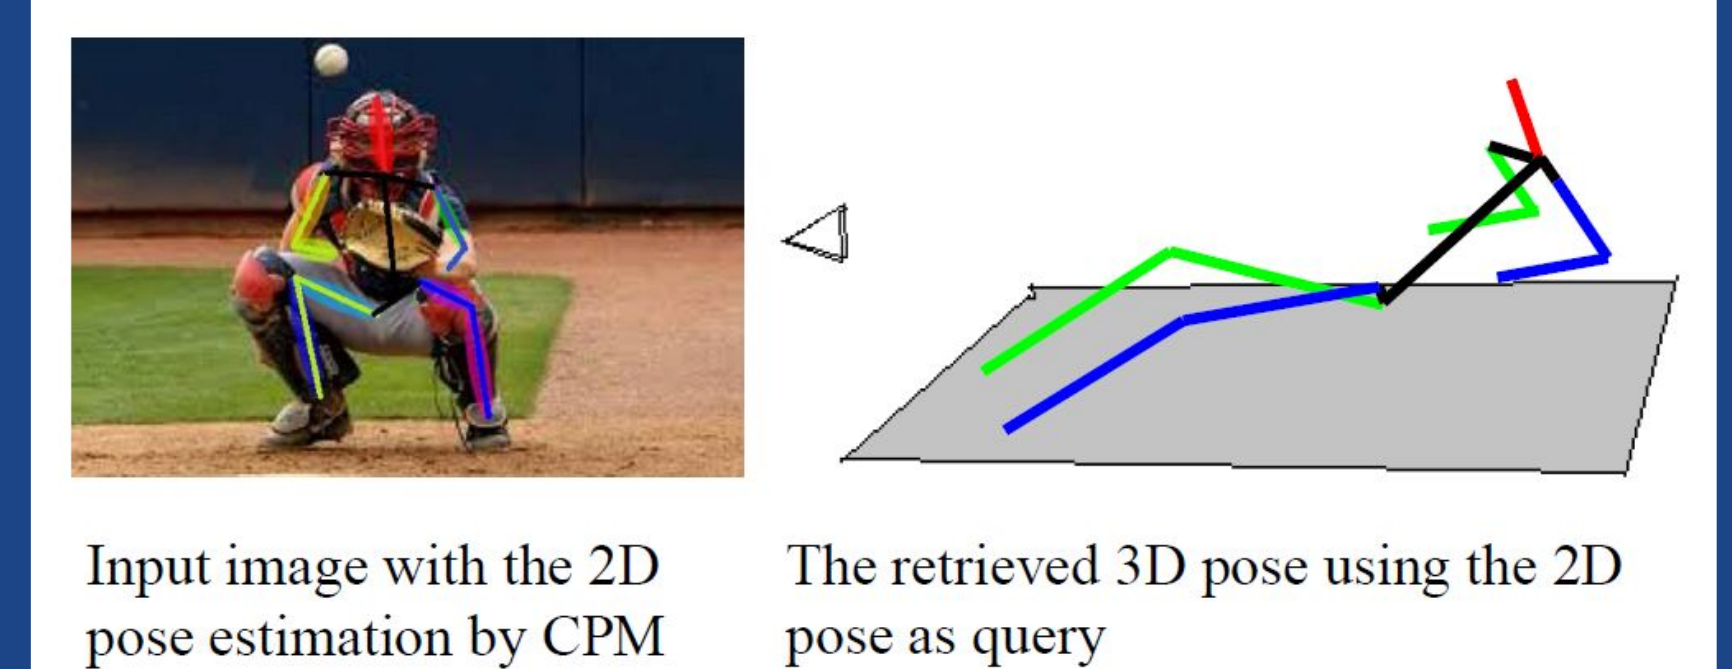 Input image with the 2D
pose estimation by CPM
The retrieved 3D pose using the 2D
pose as query